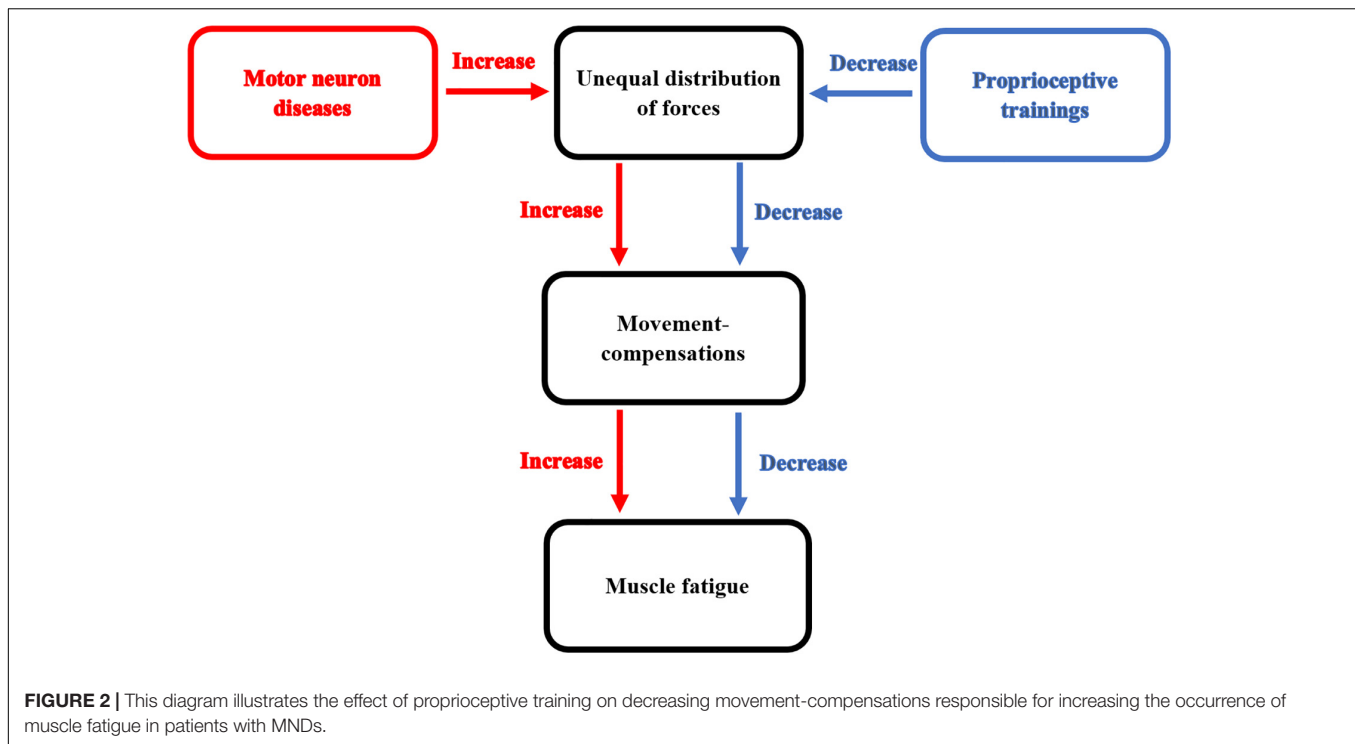 Motor neuron
diseases
Increase
Unequal distribution
of forces
Decrease
Proprioceptive
trainings
Increase
Decrease
Movement-
compensations
Increase
Decrease
Muscle fatigue
FIGURE 2 | This diagram illustrates the effect of proprioceptive training on decreasing movement-compensations responsible for increasing the occurrence of
muscle fatigue in patients with MNDs.